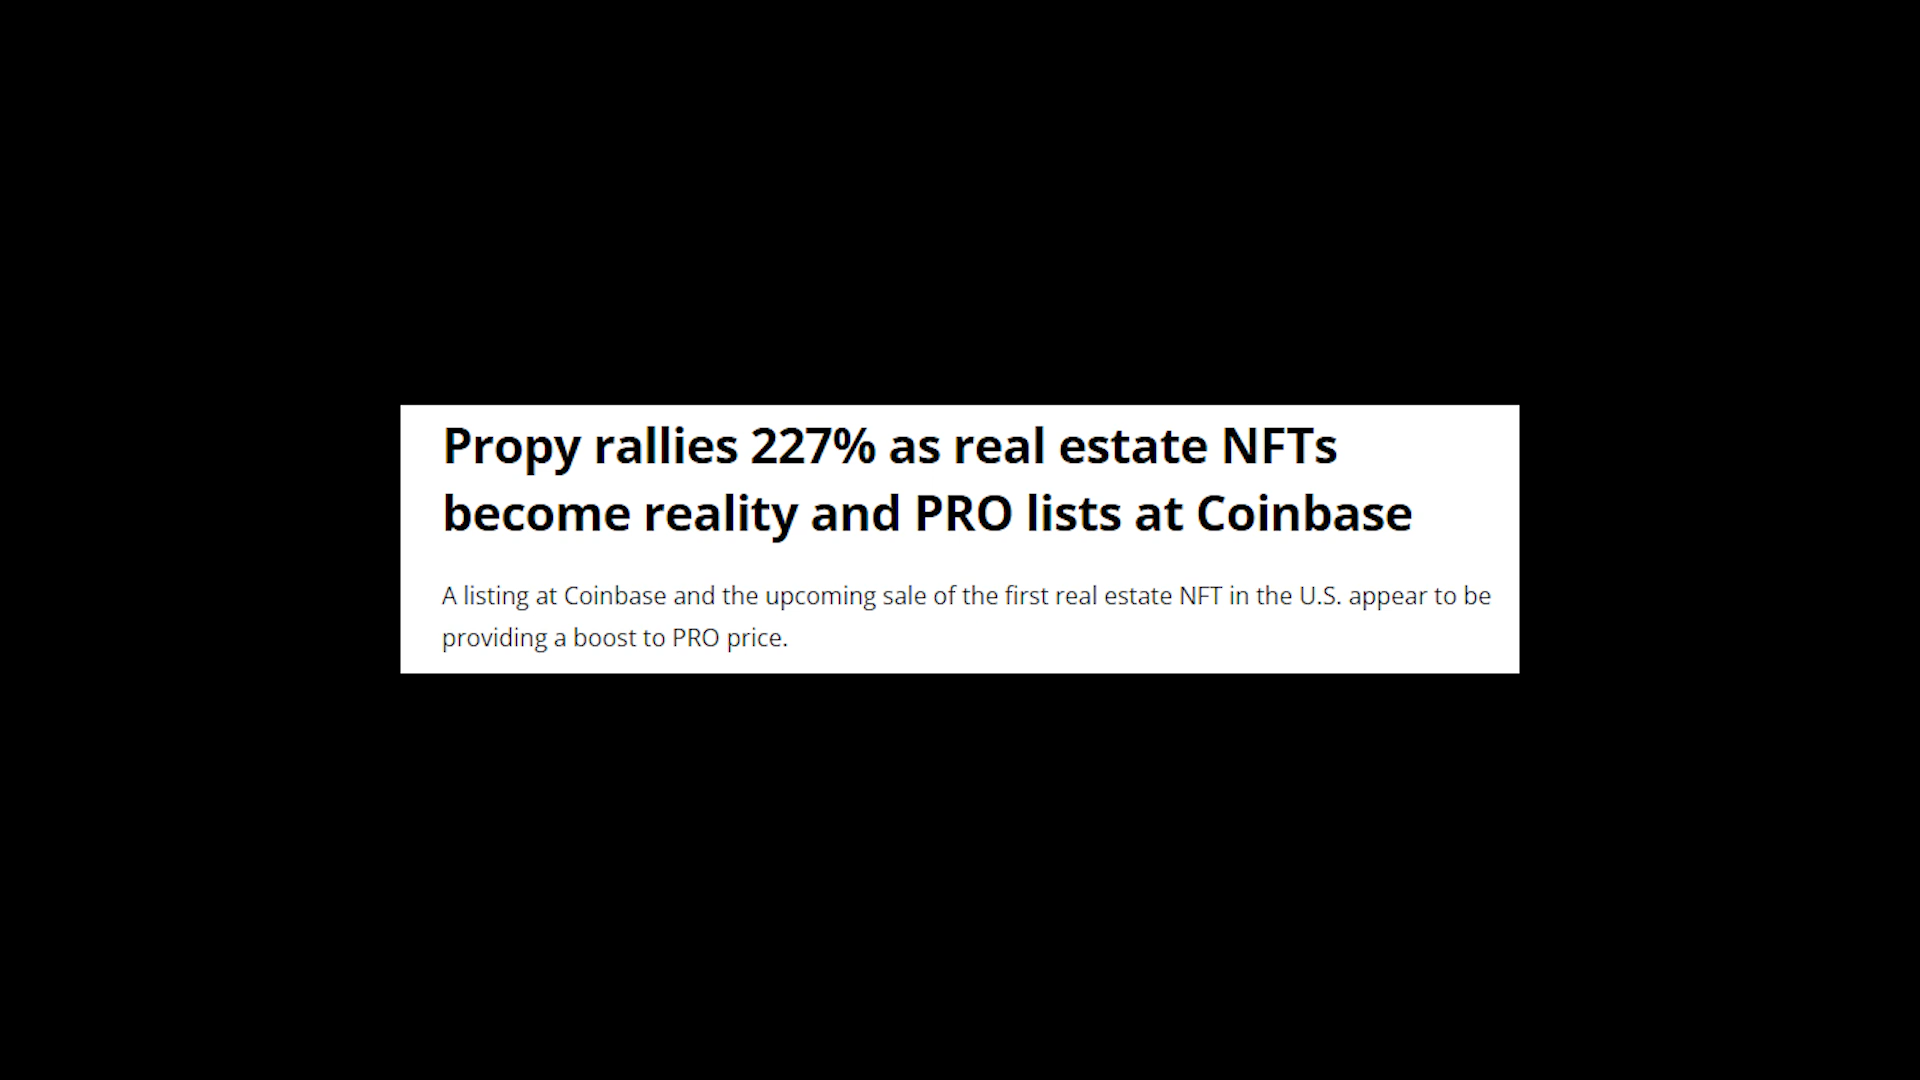 Propy rallies 227% as real estate NFTs
become reality and PRO lists at Coinbase
A listing at Coinbase and the upcoming sale of the first real estate NFT in the U.S. appear to be
providing a boost to PRO price.